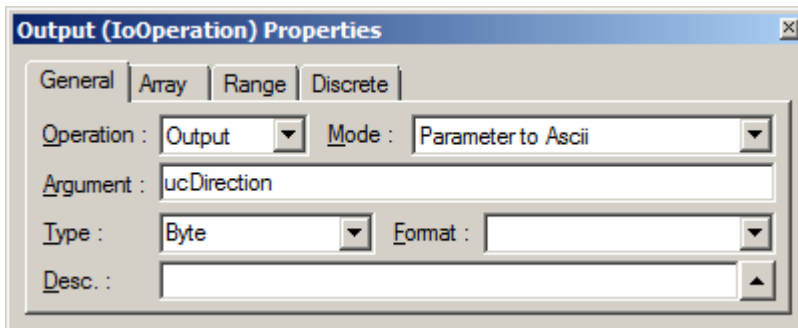 Output (IoOperation) Properties
General Array Range Discrete
Operation : Output Mode : Parameter to Ascii
Argument : ucDirection
Type : Byte Format :
Desc. :